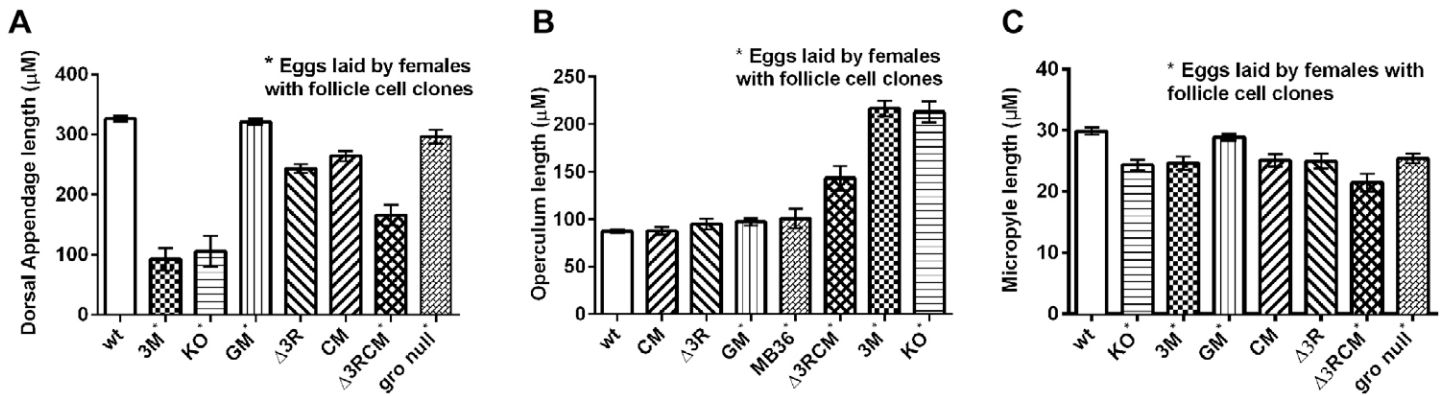 A
Dorsal Appendage length (μM)
400
300
200
100
0
* Eggs laid by females
with follicle cell clones
wt
3M*
KO*
GM*
Δ3R
CM
Δ3RCM*
gro null*
B
Operculum length (μM)
250
200
150
100
50
0
* Eggs laid by females
with follicle cell clones
wt
CM
Δ3R
GM*
MB36*
Δ3RCM*
3M*
KO*
C
Micropyle length (μM)
40
30
20
10
0
* Eggs laid by females with
follicle cell clones
wt
KO*
3M*
GM*
CM
Δ3R
Δ3RCM*
gro null*